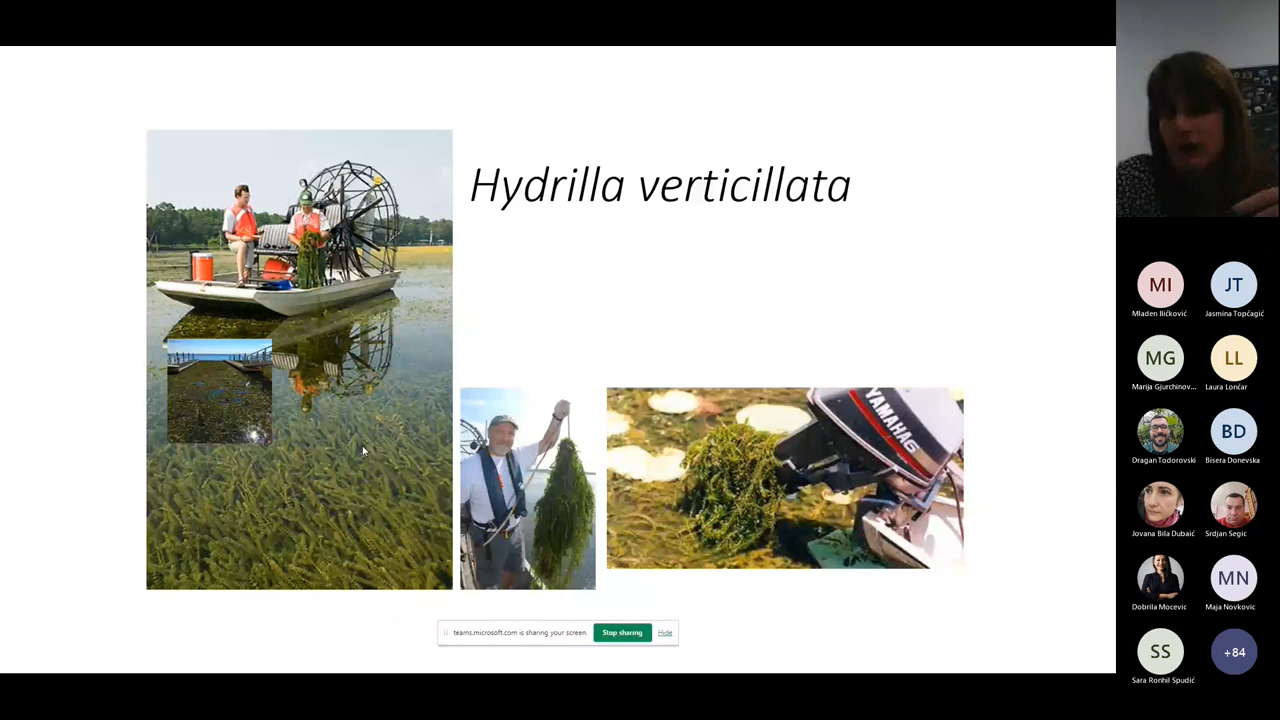 Hydrilla verticillata
YAMAHA
teams.microsoft.com is sharing your screen.
Stop sharing
Hide
MI
JT
Mladen Iličković
Jasmina Topčagić
MG
LL
Marija Gjurchinov...
Laura Lončar
BD
Dragan Todorovski
Bisera Donevska
Jovana Bila Dubaić
Srdjan Segic
MN
Dobrila Mocevic
Maja Novkovic
SS
+84
Sara Ronhil Spudić